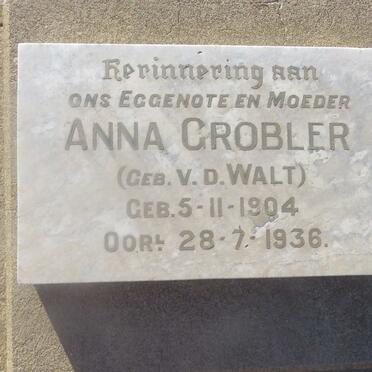 Herinnering aan
ONS EGGENOTE EN MOEDER
ANNA GROBLER
(GEB. V. D. WALT)
GEB. 5-11-1904
OORL 28-7-1936.